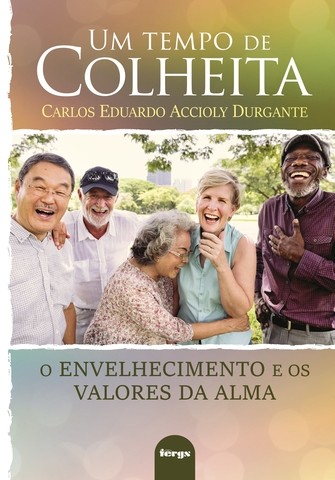 UM TEMPO DE
COLHEITA
CARLOS EDUARDO ACCIOLY DURGANTE
O ENVELHECIMENTO E OS
VALORES DA ALMA
fergs